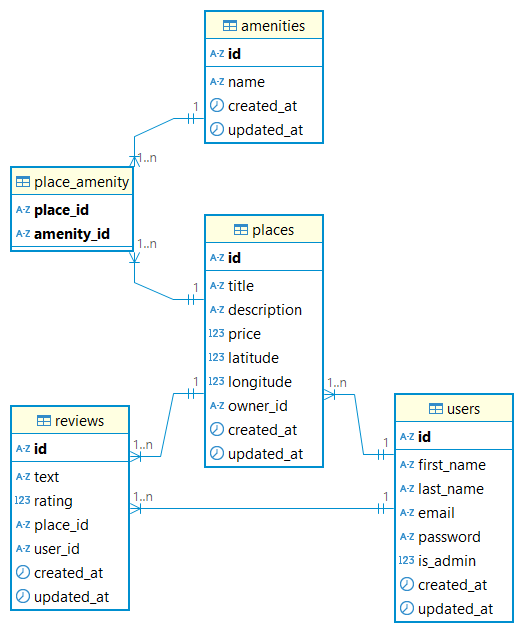 amenities
A-Z id
A-Z name
created_at
updated_at
1
1..n
place_amenity
A-Z place_id
A-Z amenity_id
1..n
1
places
A-Z id
A-Z title
A-Z description
123 price
123 latitude
123 longitude
A-Z owner_id
created_at
updated_at
1
1..n
1..n
1
reviews
A-Z id
A-Z text
123 rating
A-Z place_id
A-Z user_id
created_at
updated_at
1..n
1
users
A-Z id
A-Z first_name
A-Z last_name
A-Z email
A-Z password
123 is_admin
created_at
updated_at